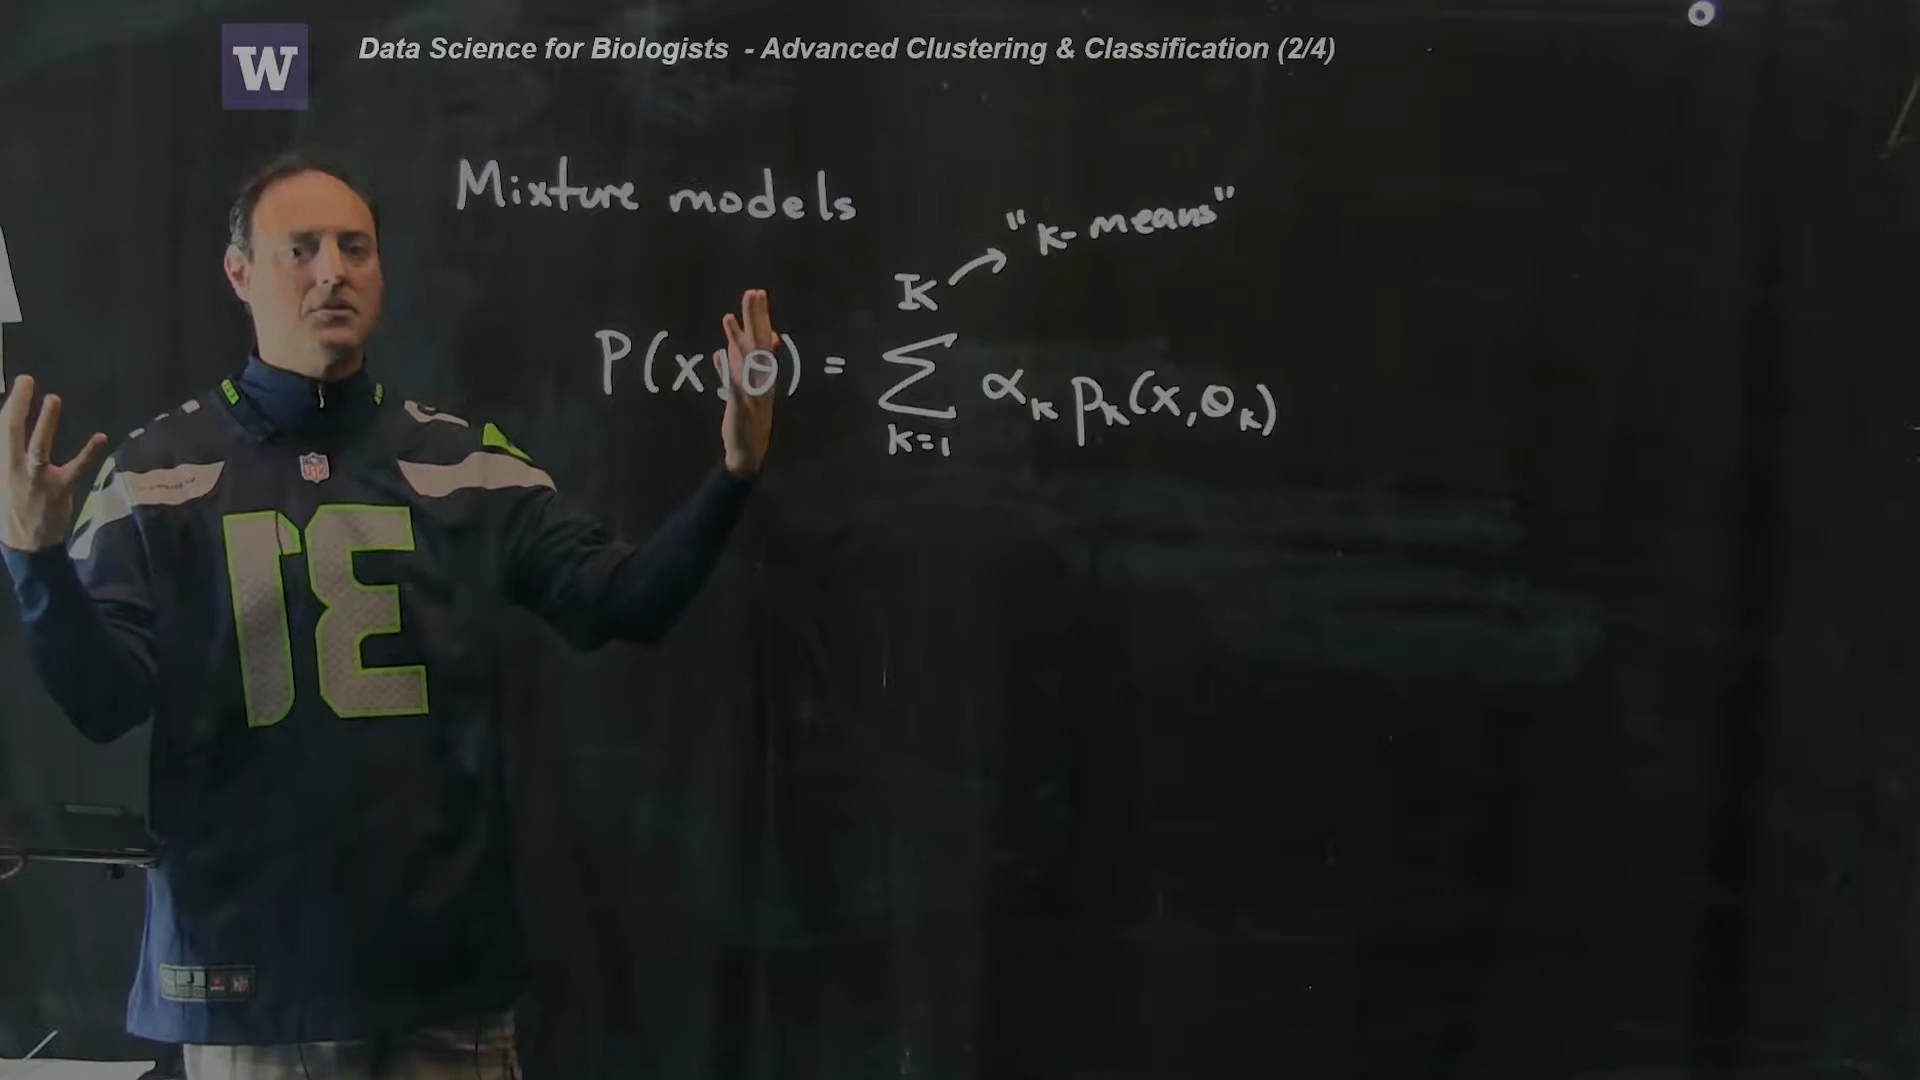 W
Data Science for Biologists - Advanced Clustering & Classification (2/4)
Mixture models
"K-means"
K
P(x,θ) = Σ αₖ pₖ(x, θₖ)
k=1
31
NFL